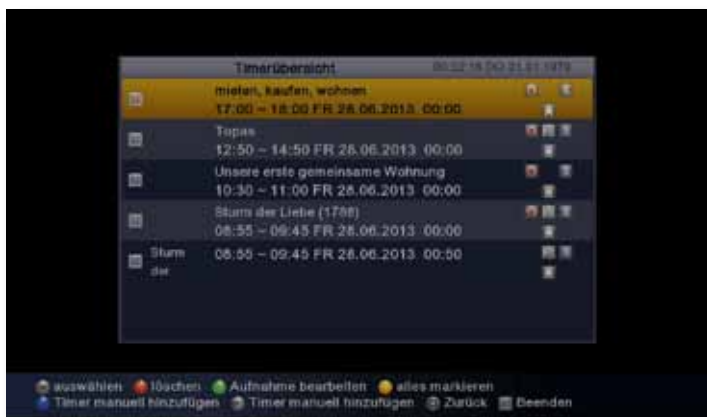 Timerübersicht
mieten, kaufen, wohnen
17:00 – 18:00 FR 28.06.2013 00:00
Topas
12:50 – 14:50 FR 28.06.2013 00:00
Unsere erste gemeinsame Wohnung
10:30 – 11:00 FR 28.06.2013 00:00
Sturm der Liebe
08:55 – 09:45 FR 28.06.2013 00:00
Sturm der
08:55 – 09:45 FR 28.06.2013 00:50
auswählen löschen Aufnahme bearbeiten alles markieren
Timer manuell hinzufügen Timer manuell hinzufügen Zurück Beenden